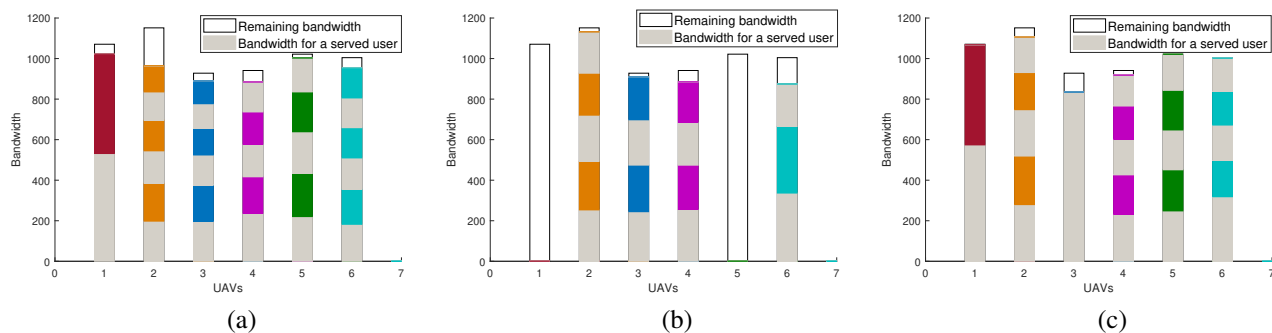 1200
1000
800
600
400
200
0
Bandwidth
Remaining bandwidth
Bandwidth for a served user
0 1 2 3 4 5 6 7
UAVs
(a)
1200
1000
800
600
400
200
0
Bandwidth
Remaining bandwidth
Bandwidth for a served user
0 1 2 3 4 5 6 7
UAVs
(b)
1200
1000
800
600
400
200
0
Bandwidth
Remaining bandwidth
Bandwidth for a served user
0 1 2 3 4 5 6 7
UAVs
(c)